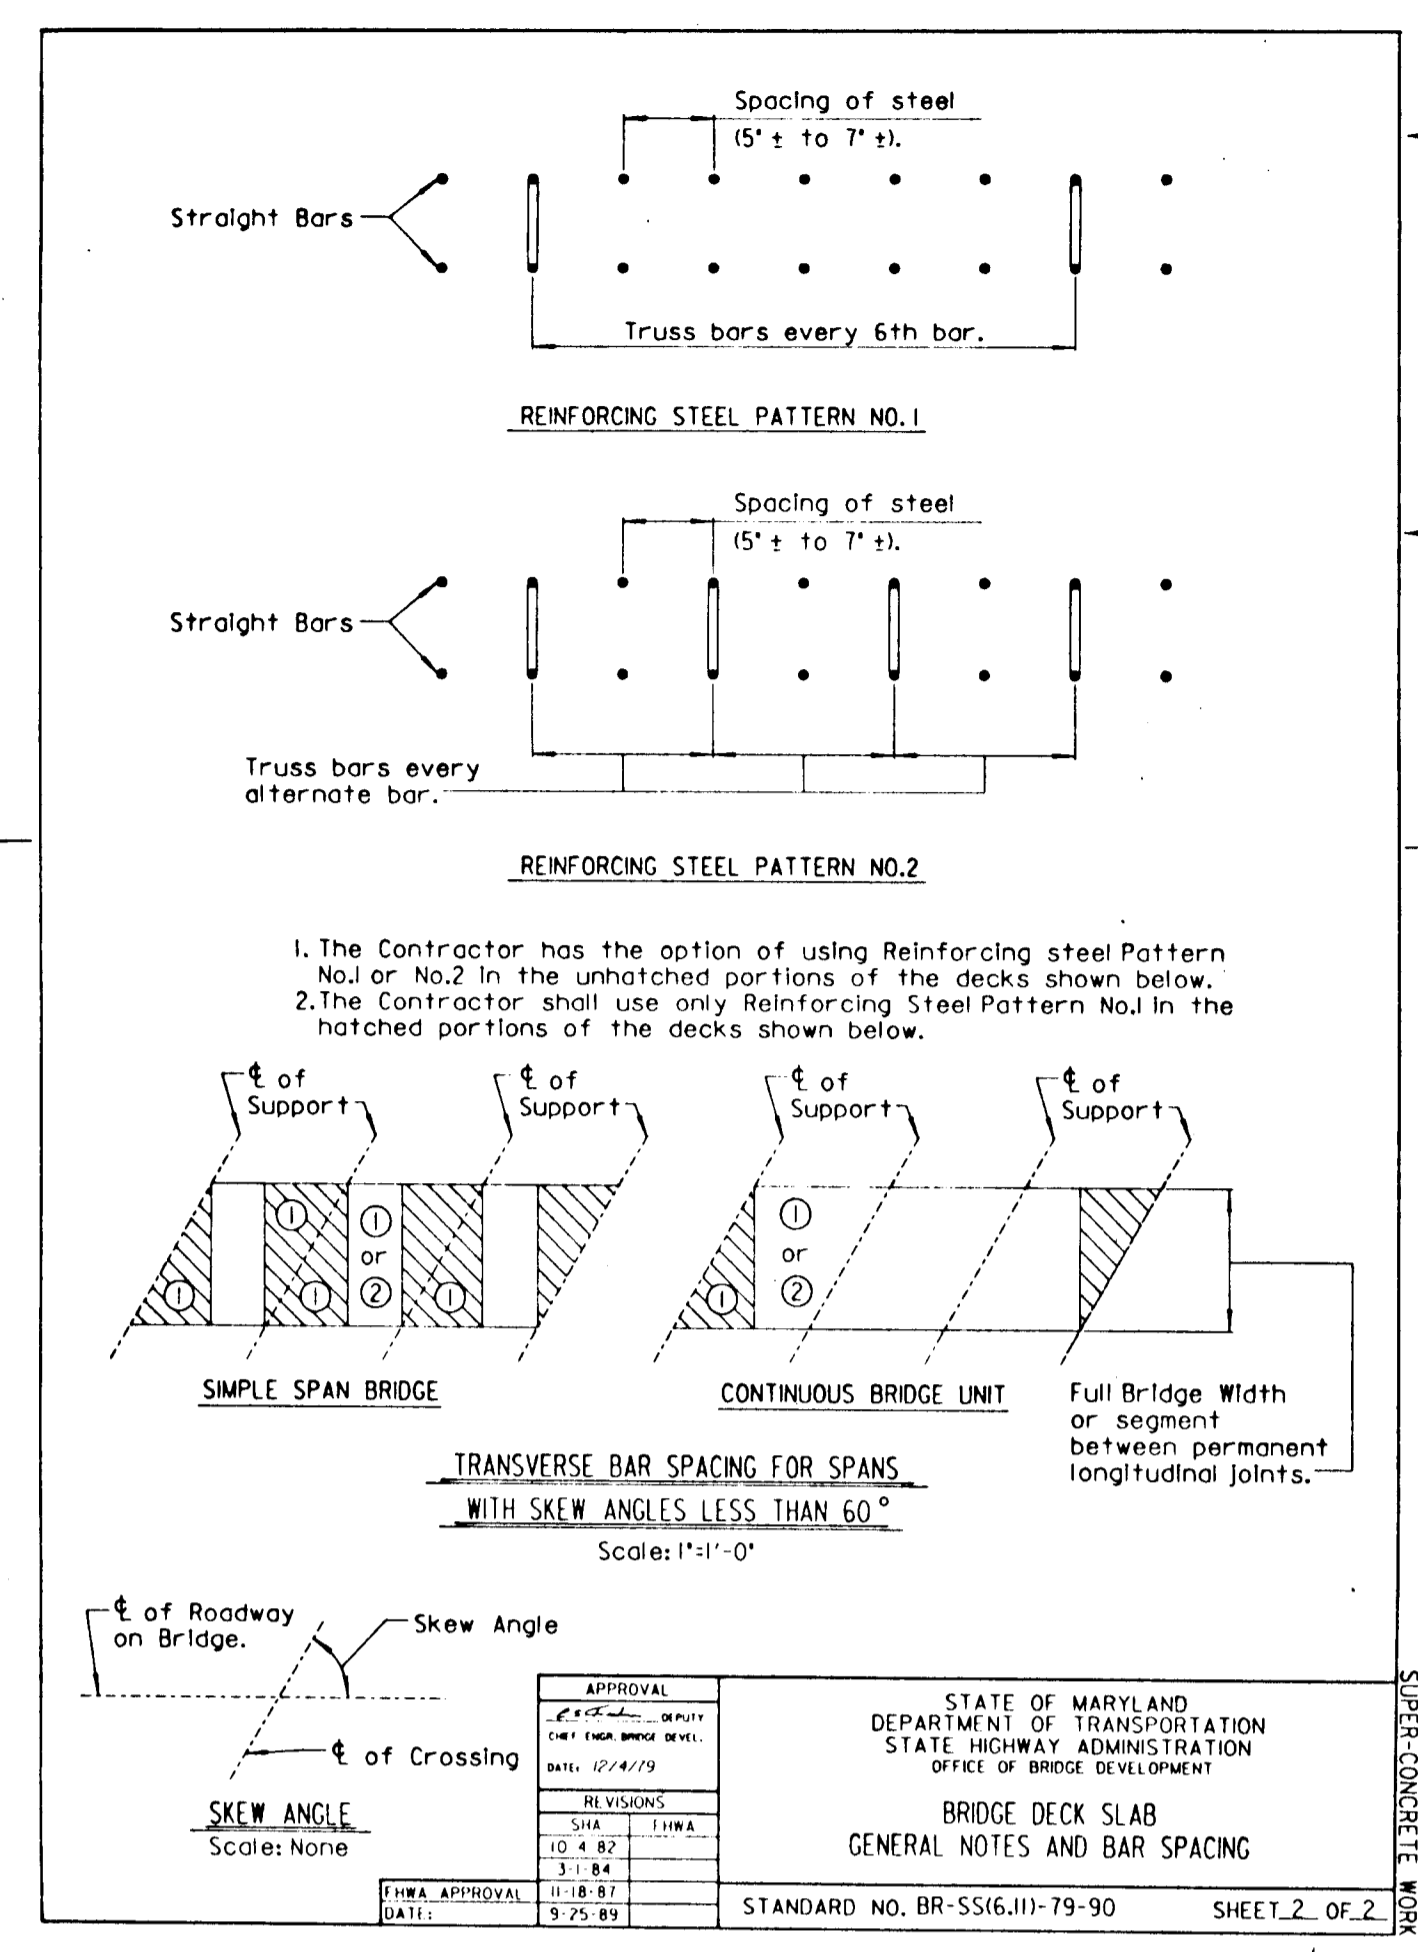 Spacing of steel
(5" ± to 7" ±).
Straight Bars
Truss bars every 6th bar.
REINFORCING STEEL PATTERN NO.1
Spacing of steel
(5" ± to 7" ±).
Straight Bars
Truss bars every
alternate bar.
REINFORCING STEEL PATTERN NO.2
1. The Contractor has the option of using Reinforcing steel Pattern
No.1 or No.2 in the unhatched portions of the decks shown below.
2. The Contractor shall use only Reinforcing Steel Pattern No.1 in the
hatched portions of the decks shown below.
℄ of
Support
℄ of
Support
℄ of
Support
℄ of
Support
1
1
1
1 or 2
1
1
1 or 2
SIMPLE SPAN BRIDGE
CONTINUOUS BRIDGE UNIT
Full Bridge Width
or segment
between permanent
longitudinal joints.
TRANSVERSE BAR SPACING FOR SPANS
WITH SKEW ANGLES LESS THAN 60°
Scale: 1"=1'-0"
℄ of Roadway
on Bridge.
Skew Angle
℄ of Crossing
SKEW ANGLE
Scale: None
APPROVAL
DEPUTY
CHIEF ENGR. BRIDGE DEVEL.
DATE: 12/4/79
REVISIONS
SHA FHWA
10-4-82
3-1-84
11-18-87
9-25-89
FHWA APPROVAL
DATE:
STATE OF MARYLAND
DEPARTMENT OF TRANSPORTATION
STATE HIGHWAY ADMINISTRATION
OFFICE OF BRIDGE DEVELOPMENT
BRIDGE DECK SLAB
GENERAL NOTES AND BAR SPACING
STANDARD NO. BR-SS(6.11)-79-90 SHEET 2 OF 2
SUPER-CONCRETE WORK